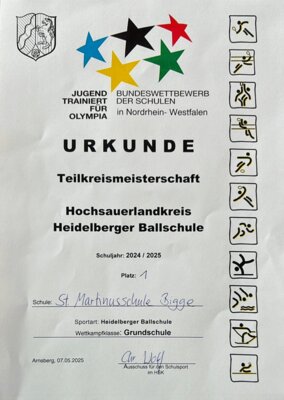 JUGEND
TRAINIERT
FÜR
OLYMPIA
BUNDESWETTBEWERB
DER SCHULEN
in Nordrhein- Westfalen
URKUNDE
Teilkreismeisterschaft
Hochsauerlandkreis
Heidelberger Ballschule
Schuljahr: 2024 / 2025
Platz: 1
Schule: St. Martinusschule Bigge
Sportart: Heidelberger Ballschule
Wettkampfklasse: Grundschule
Arnsberg, 07.05.2025
Ausschuss für den Schulsport
im HSK